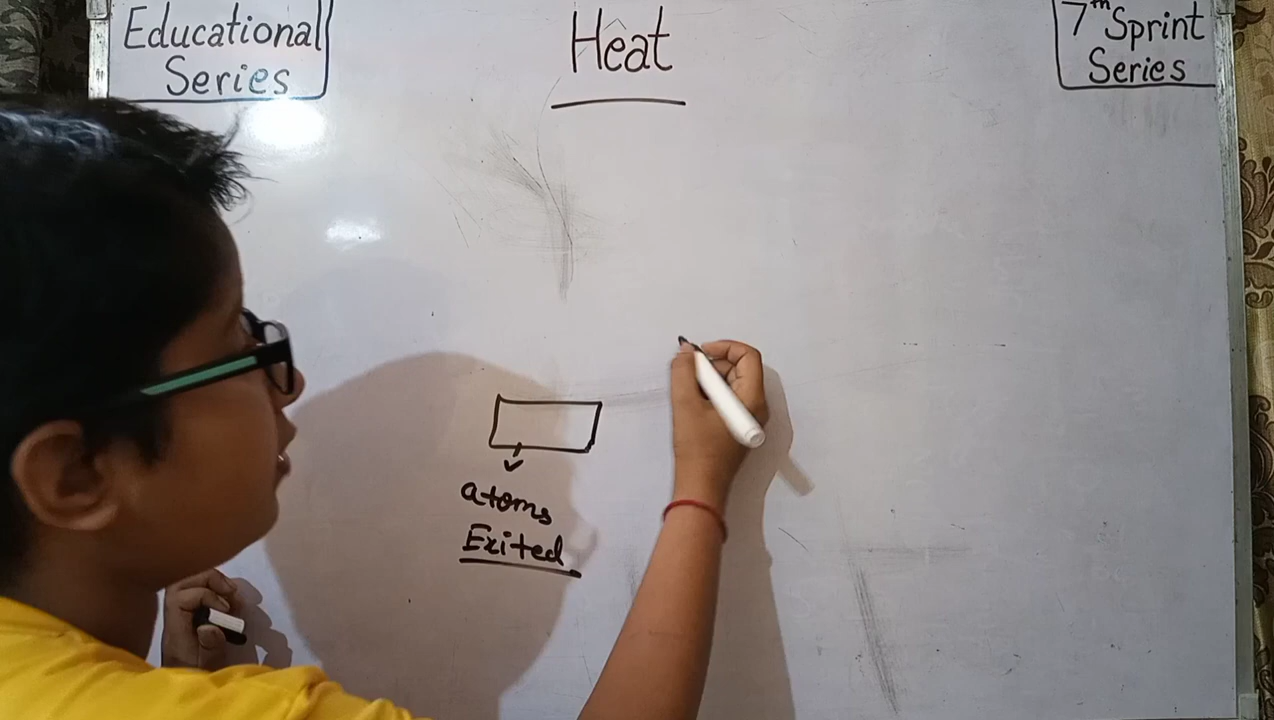 Educational
Series
Heat
7th Sprint
Series
atoms
Exited